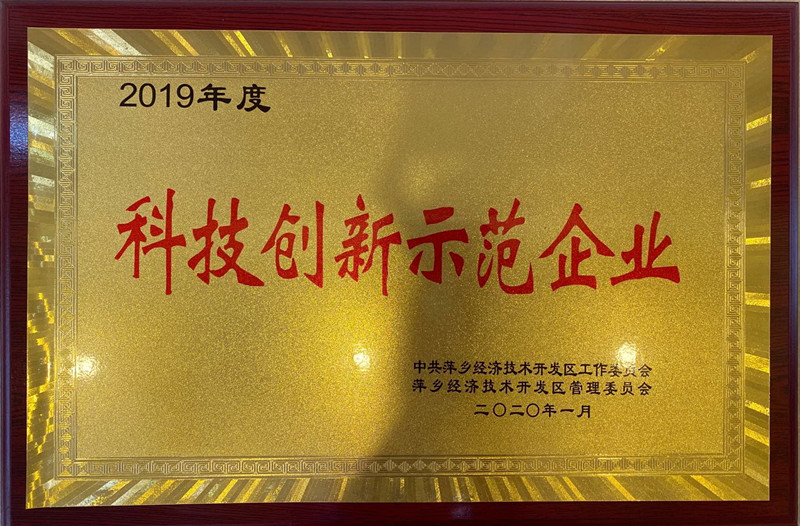 2019年度
科技创新示范企业
中共萍乡经济技术开发区工作委员会
萍乡经济技术开发区管理委员会
二〇二〇年一月